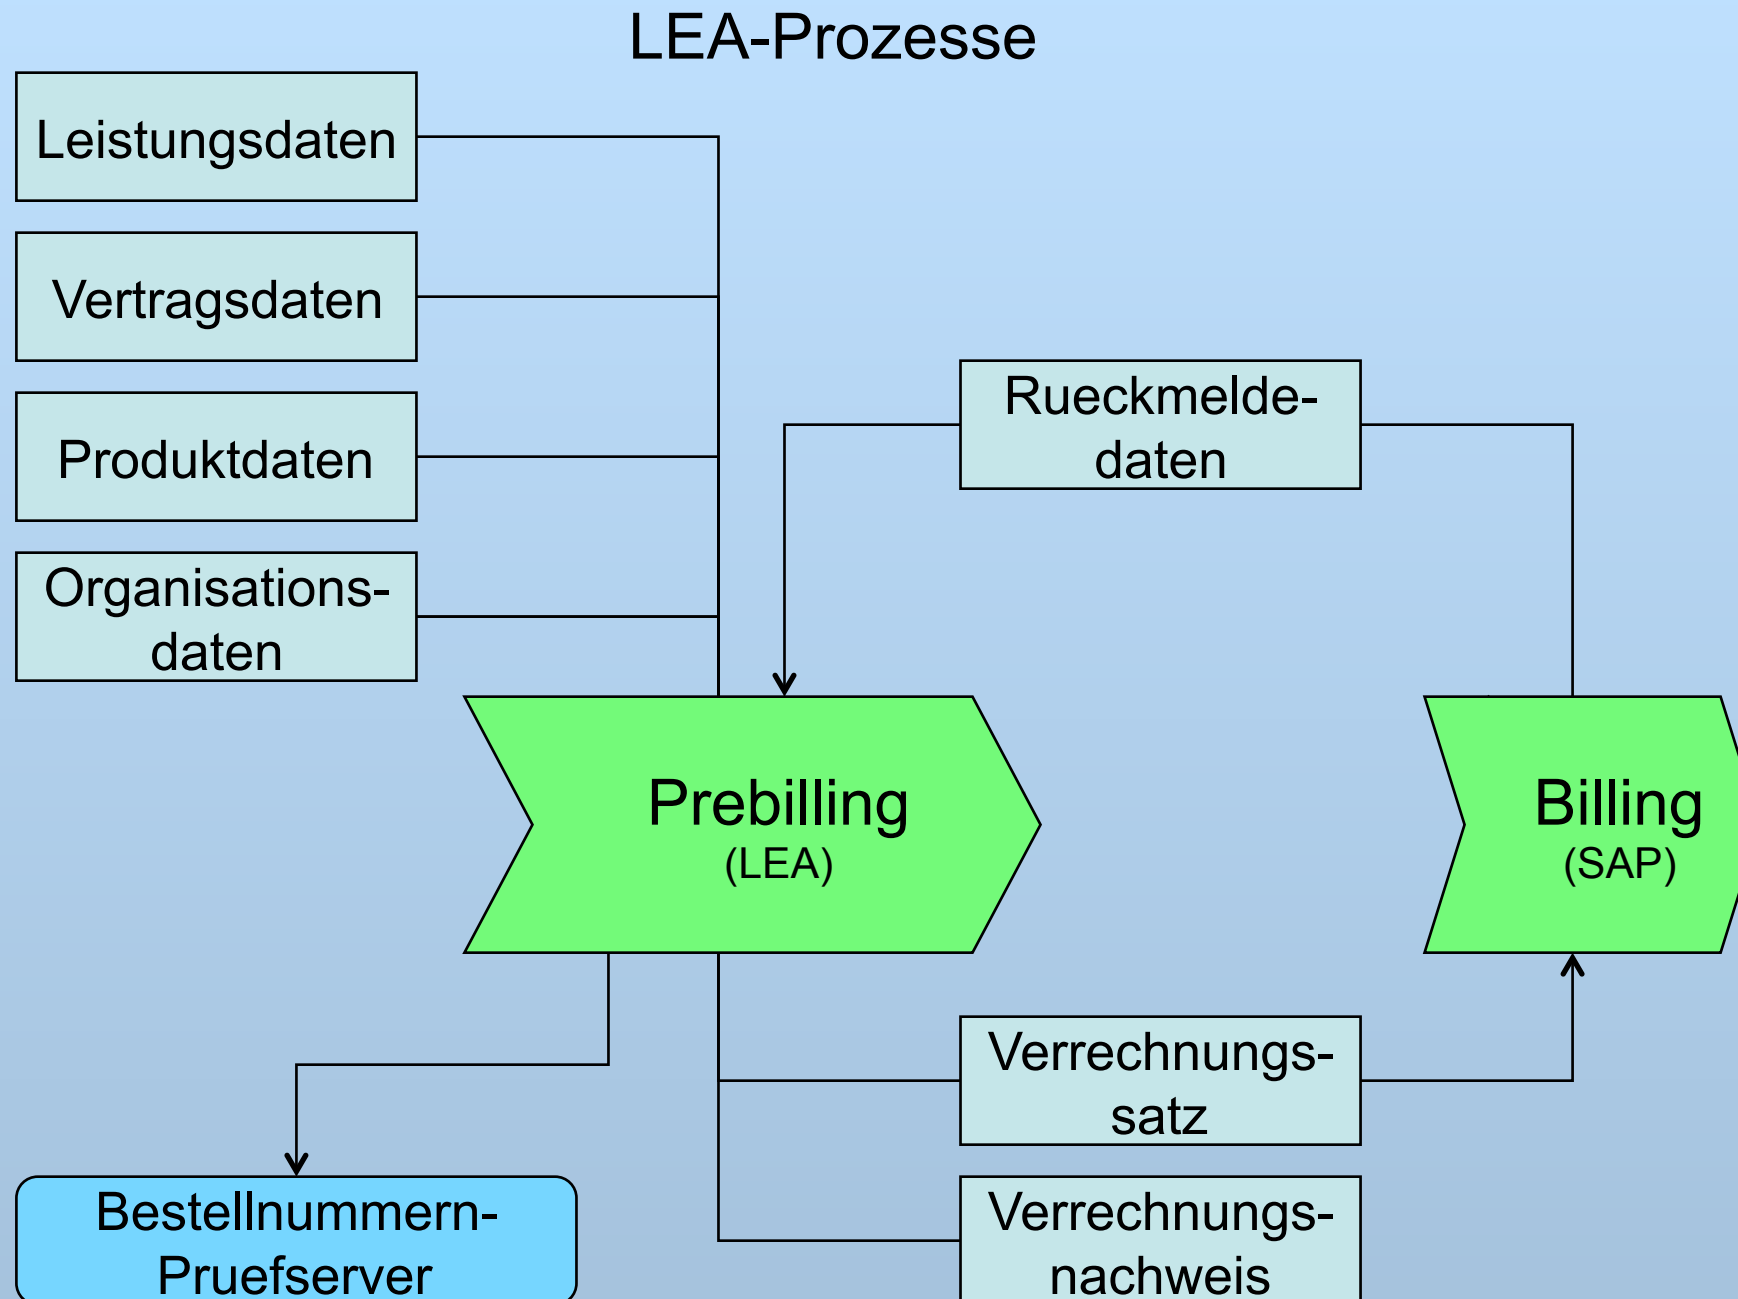 LEA-Prozesse
Leistungsdaten
Vertragsdaten
Produktdaten
Organisations-
daten
Rueckmelde-
daten
Prebilling
(LEA)
Billing
(SAP)
Verrechnungs-
satz
Verrechnungs-
nachweis
Bestellnummern-
Pruefserver